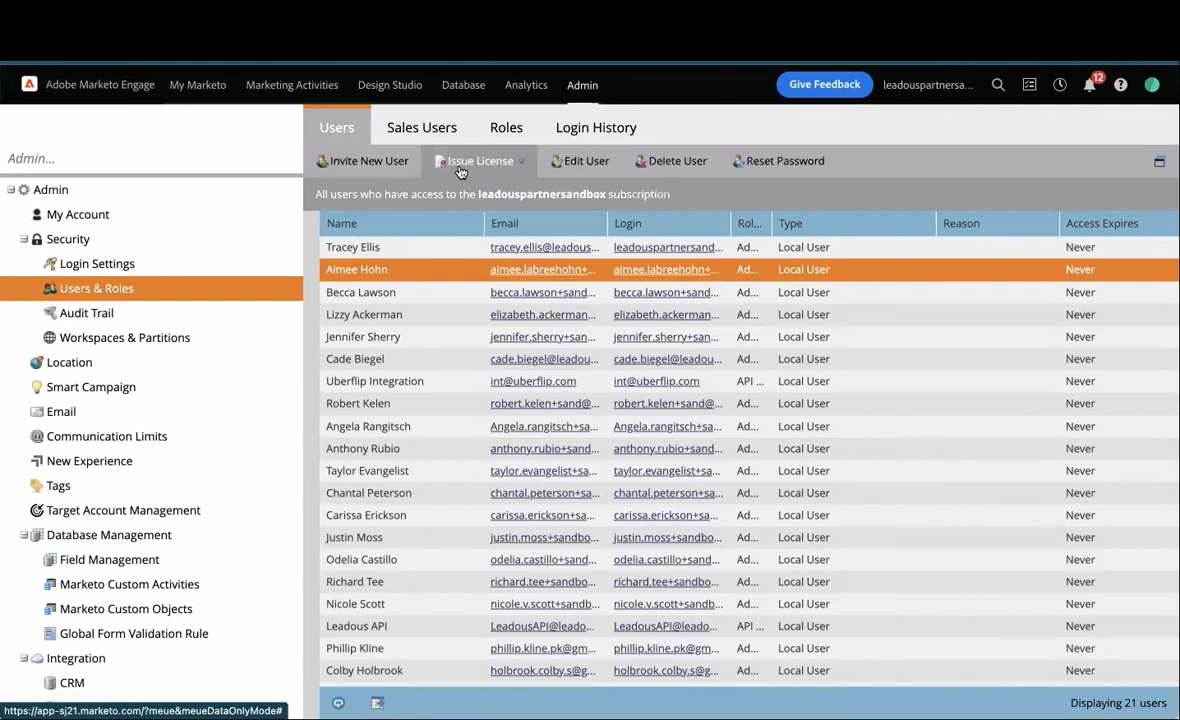 Adobe Marketo Engage My Marketo Marketing Activities Design Studio Database Analytics Admin Give Feedback leadouspartnersa... 12
Users Sales Users Roles Login History
Admin...
Invite New User Issue License Edit User Delete User Reset Password
All users who have access to the leadouspartnersandbox subscription
Admin
My Account
Security
Login Settings
Users & Roles
Audit Trail
Workspaces & Partitions
Location
Smart Campaign
Email
Communication Limits
New Experience
Tags
Target Account Management
Database Management
Field Management
Marketo Custom Activities
Marketo Custom Objects
Global Form Validation Rule
Integration
CRM
https://app-sj21.marketo.com/?meue&meueDataOnlyMode#
Name Email Login Rol... Type Reason Access Expires
Tracey Ellis tracey.ellis@leadous... leadouspartnersand... Ad... Local User Never
Aimee Hohn aimee.labreehohn+... aimee.labreehohn+... Ad... Local User Never
Becca Lawson becca.lawson+sand... becca.lawson+sand... Ad... Local User Never
Lizzy Ackerman elizabeth.ackerman... elizabeth.ackerman... Ad... Local User Never
Jennifer Sherry jennifer.sherry+san... jennifer.sherry+san... Ad... Local User Never
Cade Biegel cade.biegel@leadou... cade.biegel@leadou... Ad... Local User Never
Uberflip Integration int@uberflip.com int@uberflip.com API ... Local User Never
Robert Kelen robert.kelen+sand@... robert.kelen+sand@... Ad... Local User Never
Angela Rangitsch Angela.rangitsch+sa... Angela.rangitsch+sa... Ad... Local User Never
Anthony Rubio anthony.rubio+sand... anthony.rubio+sand... Ad... Local User Never
Taylor Evangelist taylor.evangelist+sa... taylor.evangelist+sa... Ad... Local User Never
Chantal Peterson chantal.peterson+sa... chantal.peterson+sa... Ad... Local User Never
Carissa Erickson carissa.erickson+sa... carissa.erickson+sa... Ad... Local User Never
Justin Moss justin.moss+sandbo... justin.moss+sandbo... Ad... Local User Never
Odelia Castillo odelia.castillo+sand... odelia.castillo+sand... Ad... Local User Never
Richard Tee richard.tee+sandbo... richard.tee+sandbo... Ad... Local User Never
Nicole Scott nicole.v.scott+sandb... nicole.v.scott+sandb... Ad... Local User Never
Leadous API LeadousAPI@leado... LeadousAPI@leado... API ... Local User Never
Phillip Kline phillip.kline.pk@gm... phillip.kline.pk@gm... Ad... Local User Never
Colby Holbrook holbrook.colby.s@g... holbrook.colby.s@g... Ad... Local User Never
Displaying 21 users